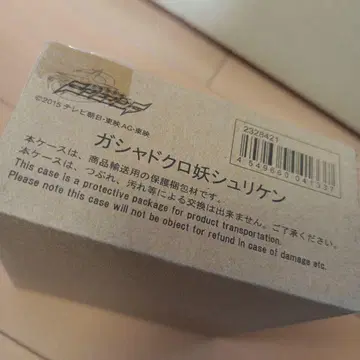 ©2015 テレビ朝日・東映AG・東映
ガシャドクロ妖シュリケン
2328421
本ケースは、商品輸送用の保護梱包材です。
本ケースは、つぶれ、汚れ等による交換は出来ません。ご了承ください。
This case is a protective package for product transportation.
Please note this case will not be object for refund in case of damage etc.